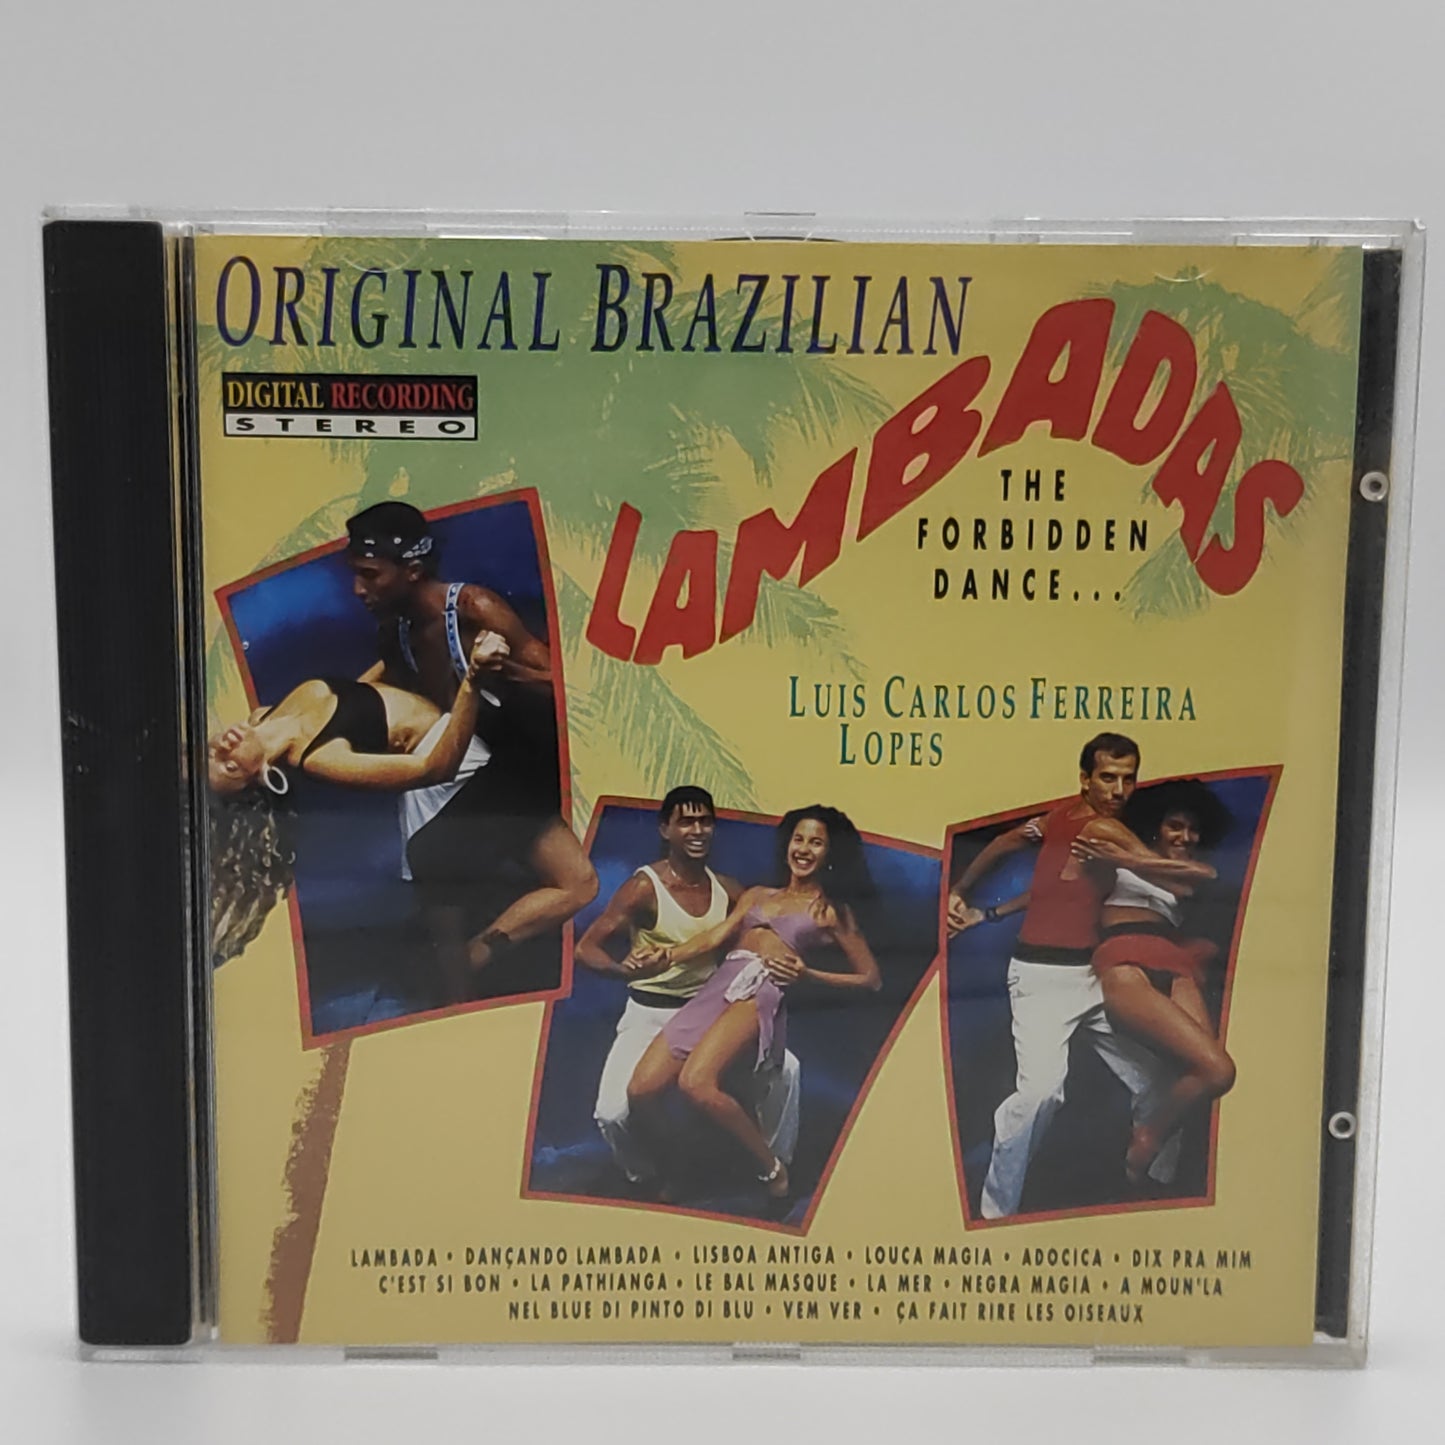 ORIGINAL BRAZILIAN
LAMBADAS
DIGITAL RECORDING
STEREO
THE
FORBIDDEN
DANCE...
LUIS CARLOS FERREIRA
LOPES
LAMBADA • DANÇANDO LAMBADA • LISBOA ANTIGA • LOUCA MAGIA • ADOCICA • DIX PRA MIM
C'EST SI BON • LA PATHIANGA • LE BAL MASQUE • LA MER • NEGRA MAGIA • A MOUN'LA
NEL BLUE DI PINTO DI BLU • VEM VER • ÇA FAIT RIRE LES OISEAUX